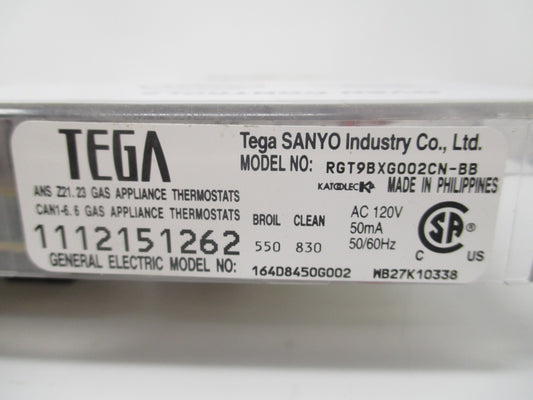 TEGA
Tega SANYO Industry Co., Ltd.
MODEL NO: RGT9BXG002CN-BB
KATOOLEC K MADE IN PHILIPPINES
ANS Z21.23 GAS APPLIANCE THERMOSTATS
CAN1-6.6 GAS APPLIANCE THERMOSTATS
1112151262
BROIL CLEAN
550 830
AC 120V
50mA
50/60Hz
SA
C US
GENERAL ELECTRIC MODEL NO: 164D8450G002 WB27K10338